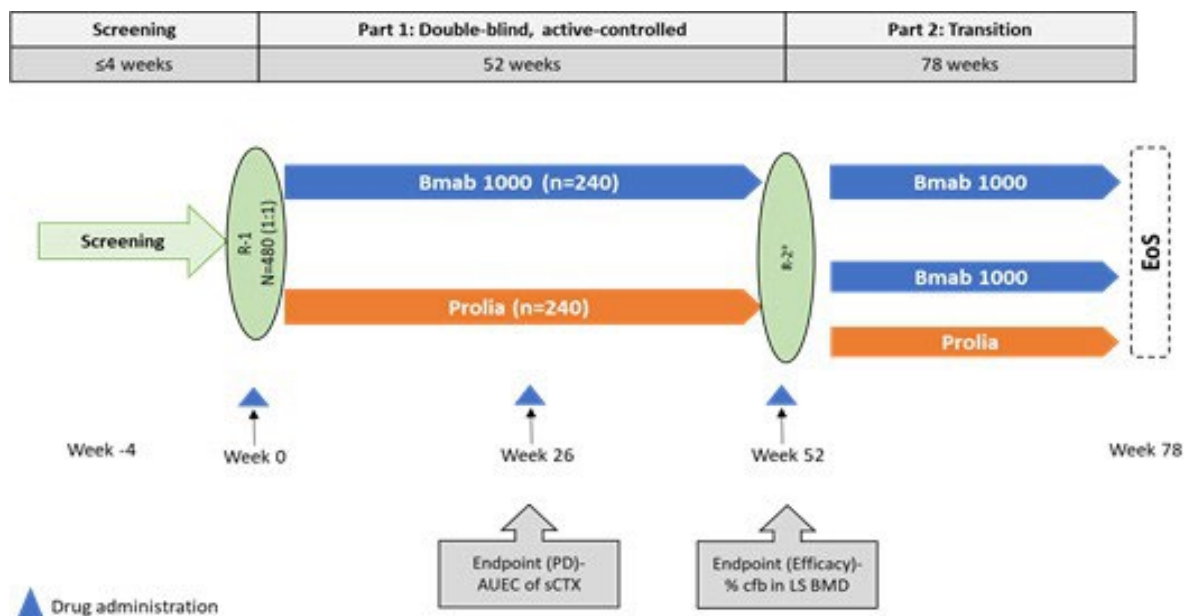 Screening Part 1: Double-blind, active-controlled Part 2: Transition
≤4 weeks 52 weeks 78 weeks
Screening
R-1
N=480 (1:1)
Bmab 1000 (n=240)
Prolia (n=240)
Bmab 1000
Bmab 1000
Prolia
EoS
Week -4
Week 0
Week 26
Week 52
Week 78
Endpoint (PD)-
AUEC of sCTX
Endpoint (Efficacy)-
% cfb in LS BMD
Drug administration